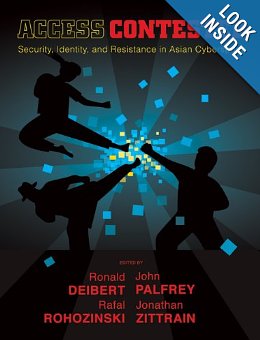 LOOK
INSIDE
ACCESS CONTES
Security, Identity, and Resistance in Asian Cybe
EDITED BY
Ronald John
DEIBERT PALFREY
Rafal Jonathan
ROHOZINSKI ZITTRAIN